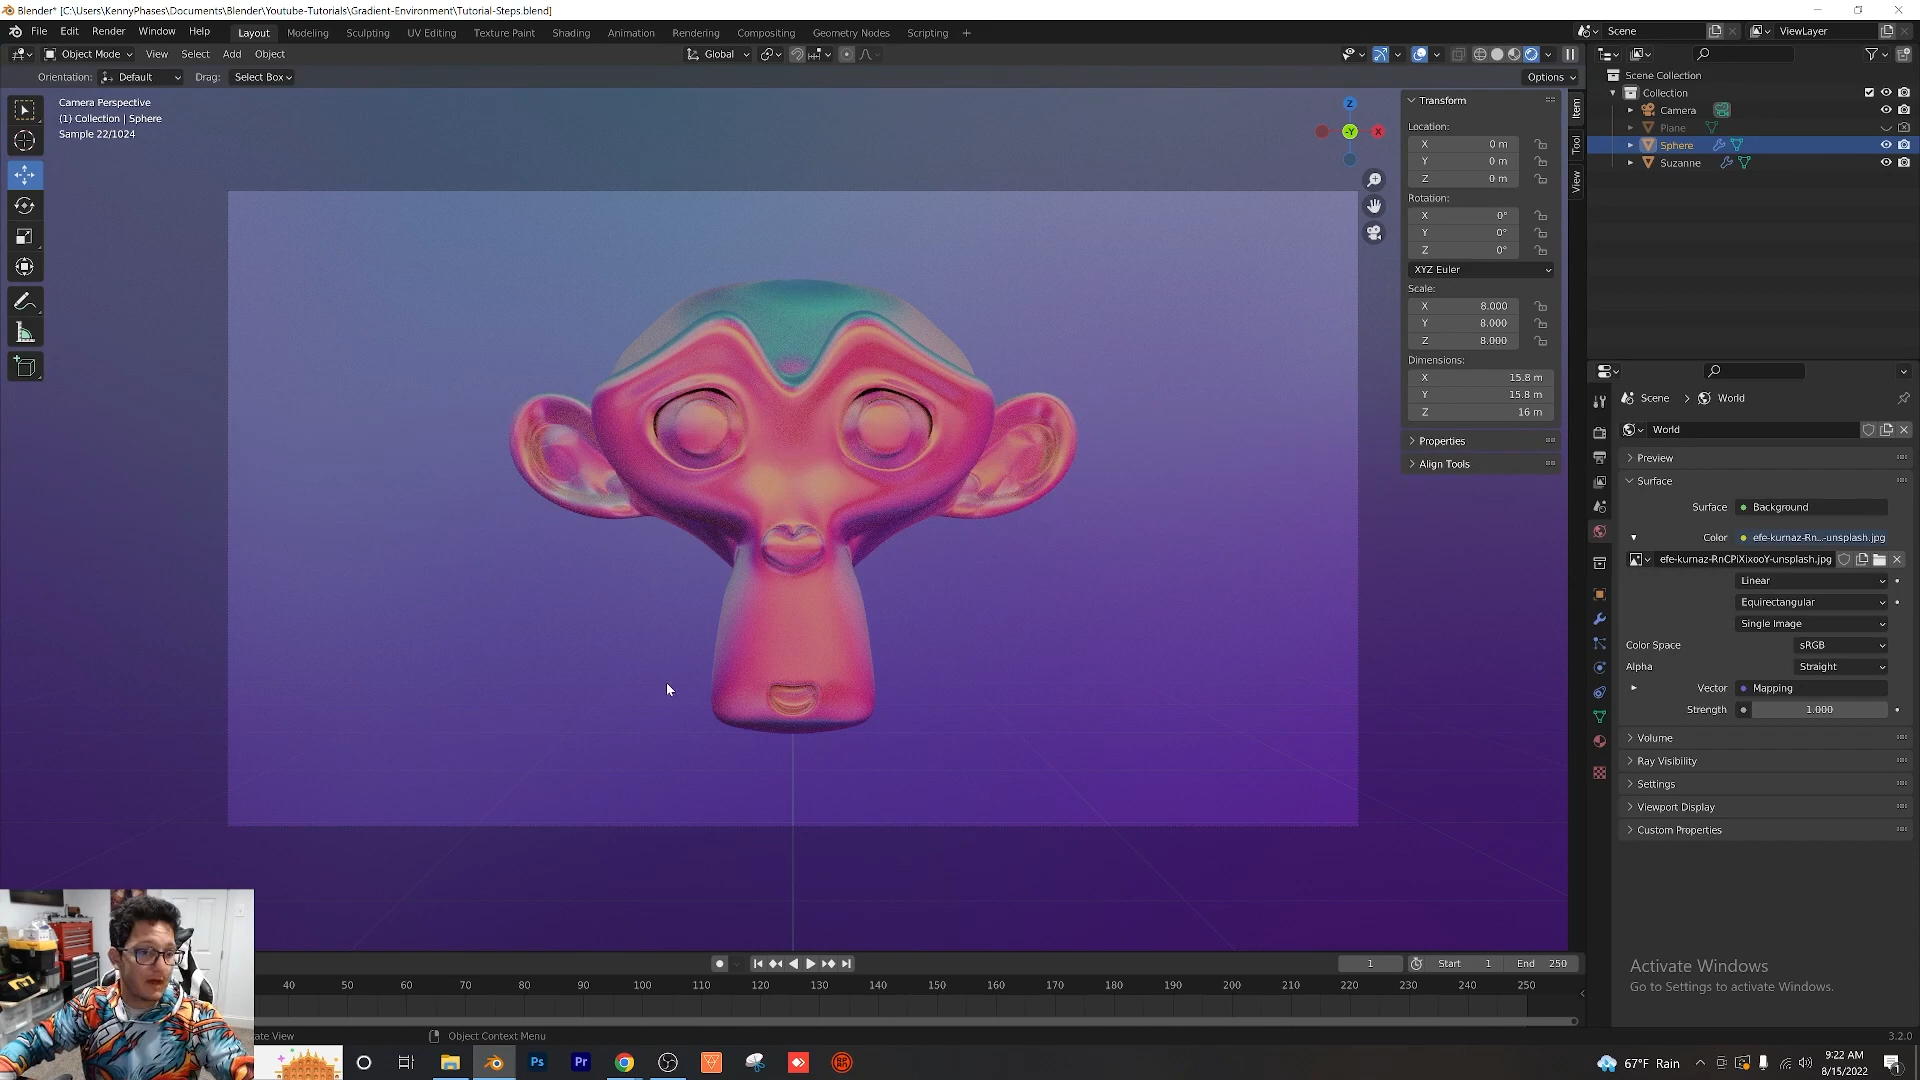 Blender* [C:\Users\KennyPhases\Documents\Blender\Youtube-Tutorials\Gradient-Environment\Tutorial-Steps.blend]
File Edit Render Window Help Layout Modeling Sculpting UV Editing Texture Paint Shading Animation Rendering Compositing Geometry Nodes Scripting + Scene ViewLayer
Object Mode View Select Add Object Global
Orientation: Default Drag: Select Box Options
Camera Perspective
(1) Collection | Sphere
Sample 22/1024
Z
-Y X
Transform
Location:
X 0 m
Y 0 m
Z 0 m
Rotation:
X 0°
Y 0°
Z 0°
XYZ Euler
Scale:
X 8.000
Y 8.000
Z 8.000
Dimensions:
X 15.8 m
Y 15.8 m
Z 16 m
Properties
Align Tools
Item
Tool
View
Scene Collection
Collection
Camera
Plane
Sphere
Suzanne
Scene > World
World
Preview
Surface
Surface Background
Color efe-kurnaz-Rn...-unsplash.jpg
efe-kurnaz-RnCPiXixooY-unsplash.jpg
Linear
Equirectangular
Single Image
Color Space sRGB
Alpha Straight
Vector Mapping
Strength 1.000
Volume
Ray Visibility
Settings
Viewport Display
Custom Properties
Activate Windows
Go to Settings to activate Windows.
1 Start 1 End 250
40 50 60 70 80 90 100 110 120 130 140 150 160 170 180 190 200 210 220 230 240 250
ate View Object Context Menu 3.2.0
Ps Pr 67°F Rain 9:22 AM
8/15/2022
1